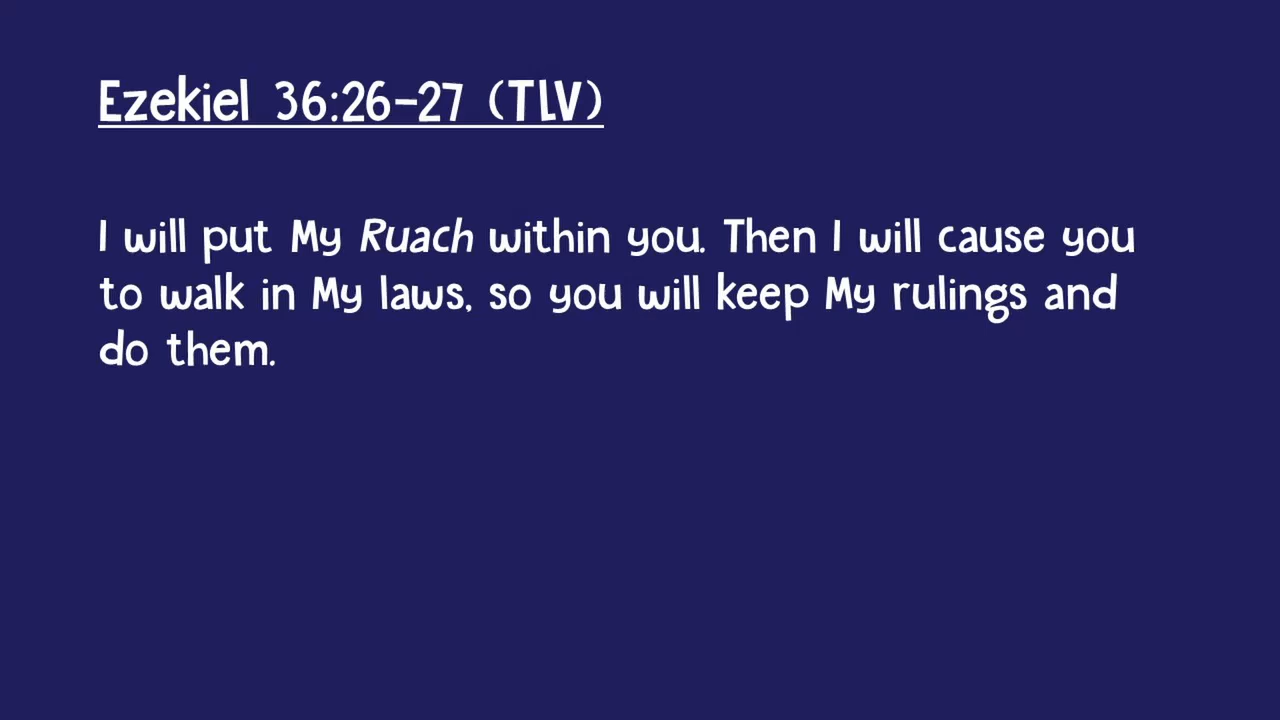 Ezekiel 36:26-27 (TLV)
I will put My Ruach within you. Then I will cause you
to walk in My laws, so you will keep My rulings and
do them.